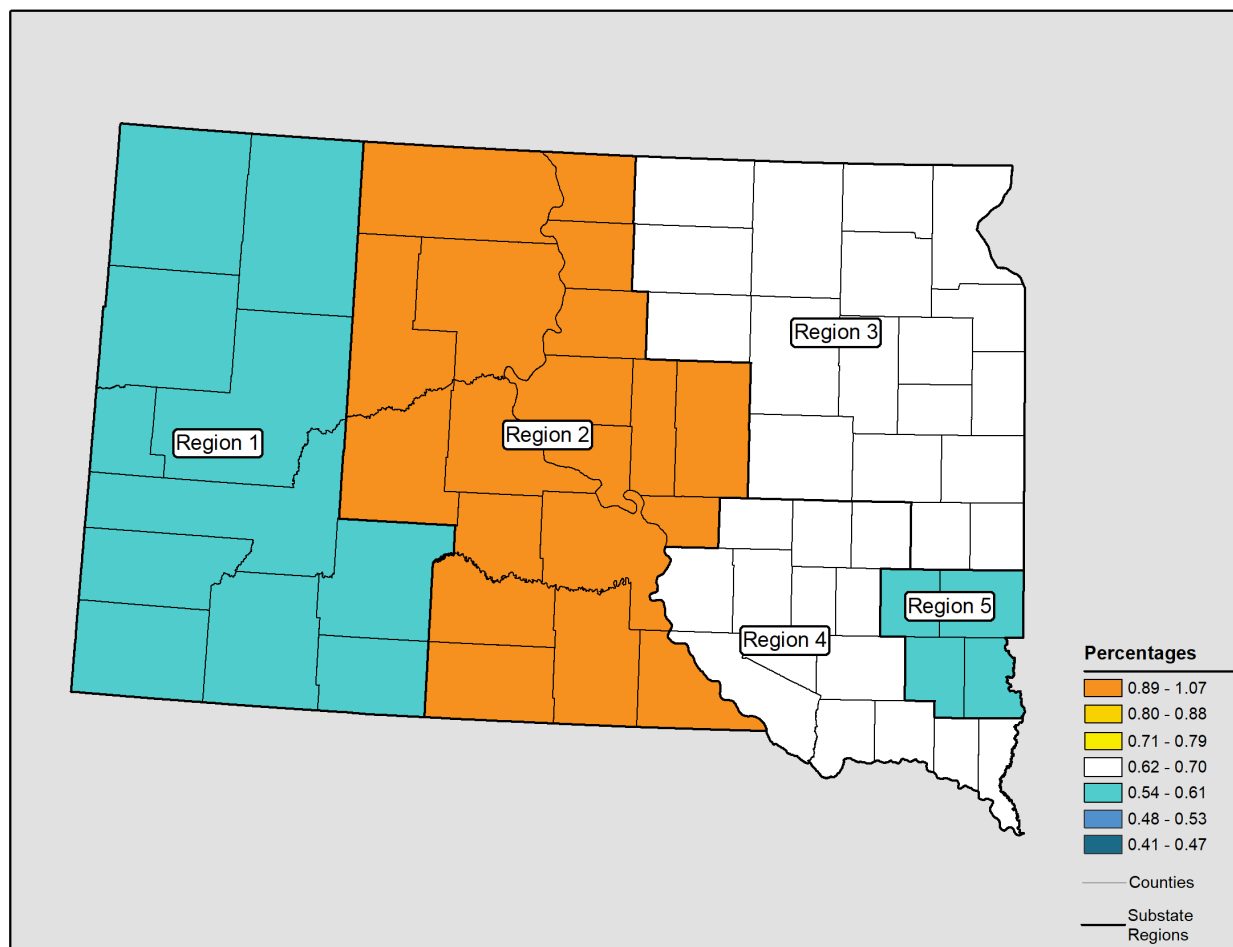 Region 3
Region 2
Region 1
Region 5
Region 4
Percentages
0.89 - 1.07
0.80 - 0.88
0.71 - 0.79
0.62 - 0.70
0.54 - 0.61
0.48 - 0.53
0.41 - 0.47
Counties
Substate
Regions